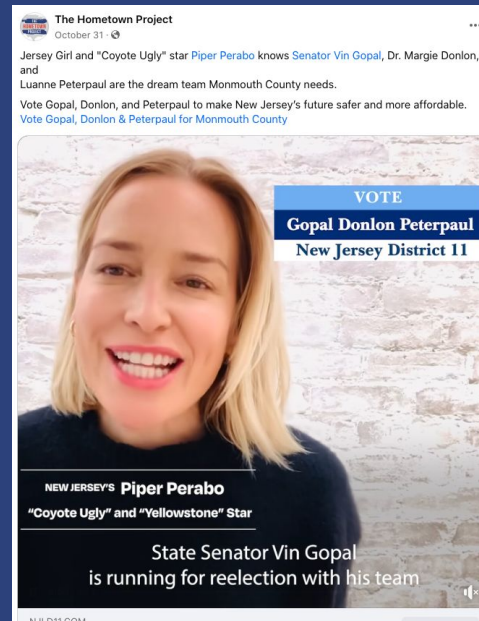 The Hometown Project
October 31 ·
Jersey Girl and "Coyote Ugly" star Piper Perabo knows Senator Vin Gopal, Dr. Margie Donlon,
and
Luanne Peterpaul are the dream team Monmouth County needs.
Vote Gopal, Donlon, and Peterpaul to make New Jersey's future safer and more affordable.
Vote Gopal, Donlon & Peterpaul for Monmouth County
VOTE
Gopal Donlon Peterpaul
New Jersey District 11
NEW JERSEY'S Piper Perabo
"Coyote Ugly" and "Yellowstone" Star
State Senator Vin Gopal
is running for reelection with his team